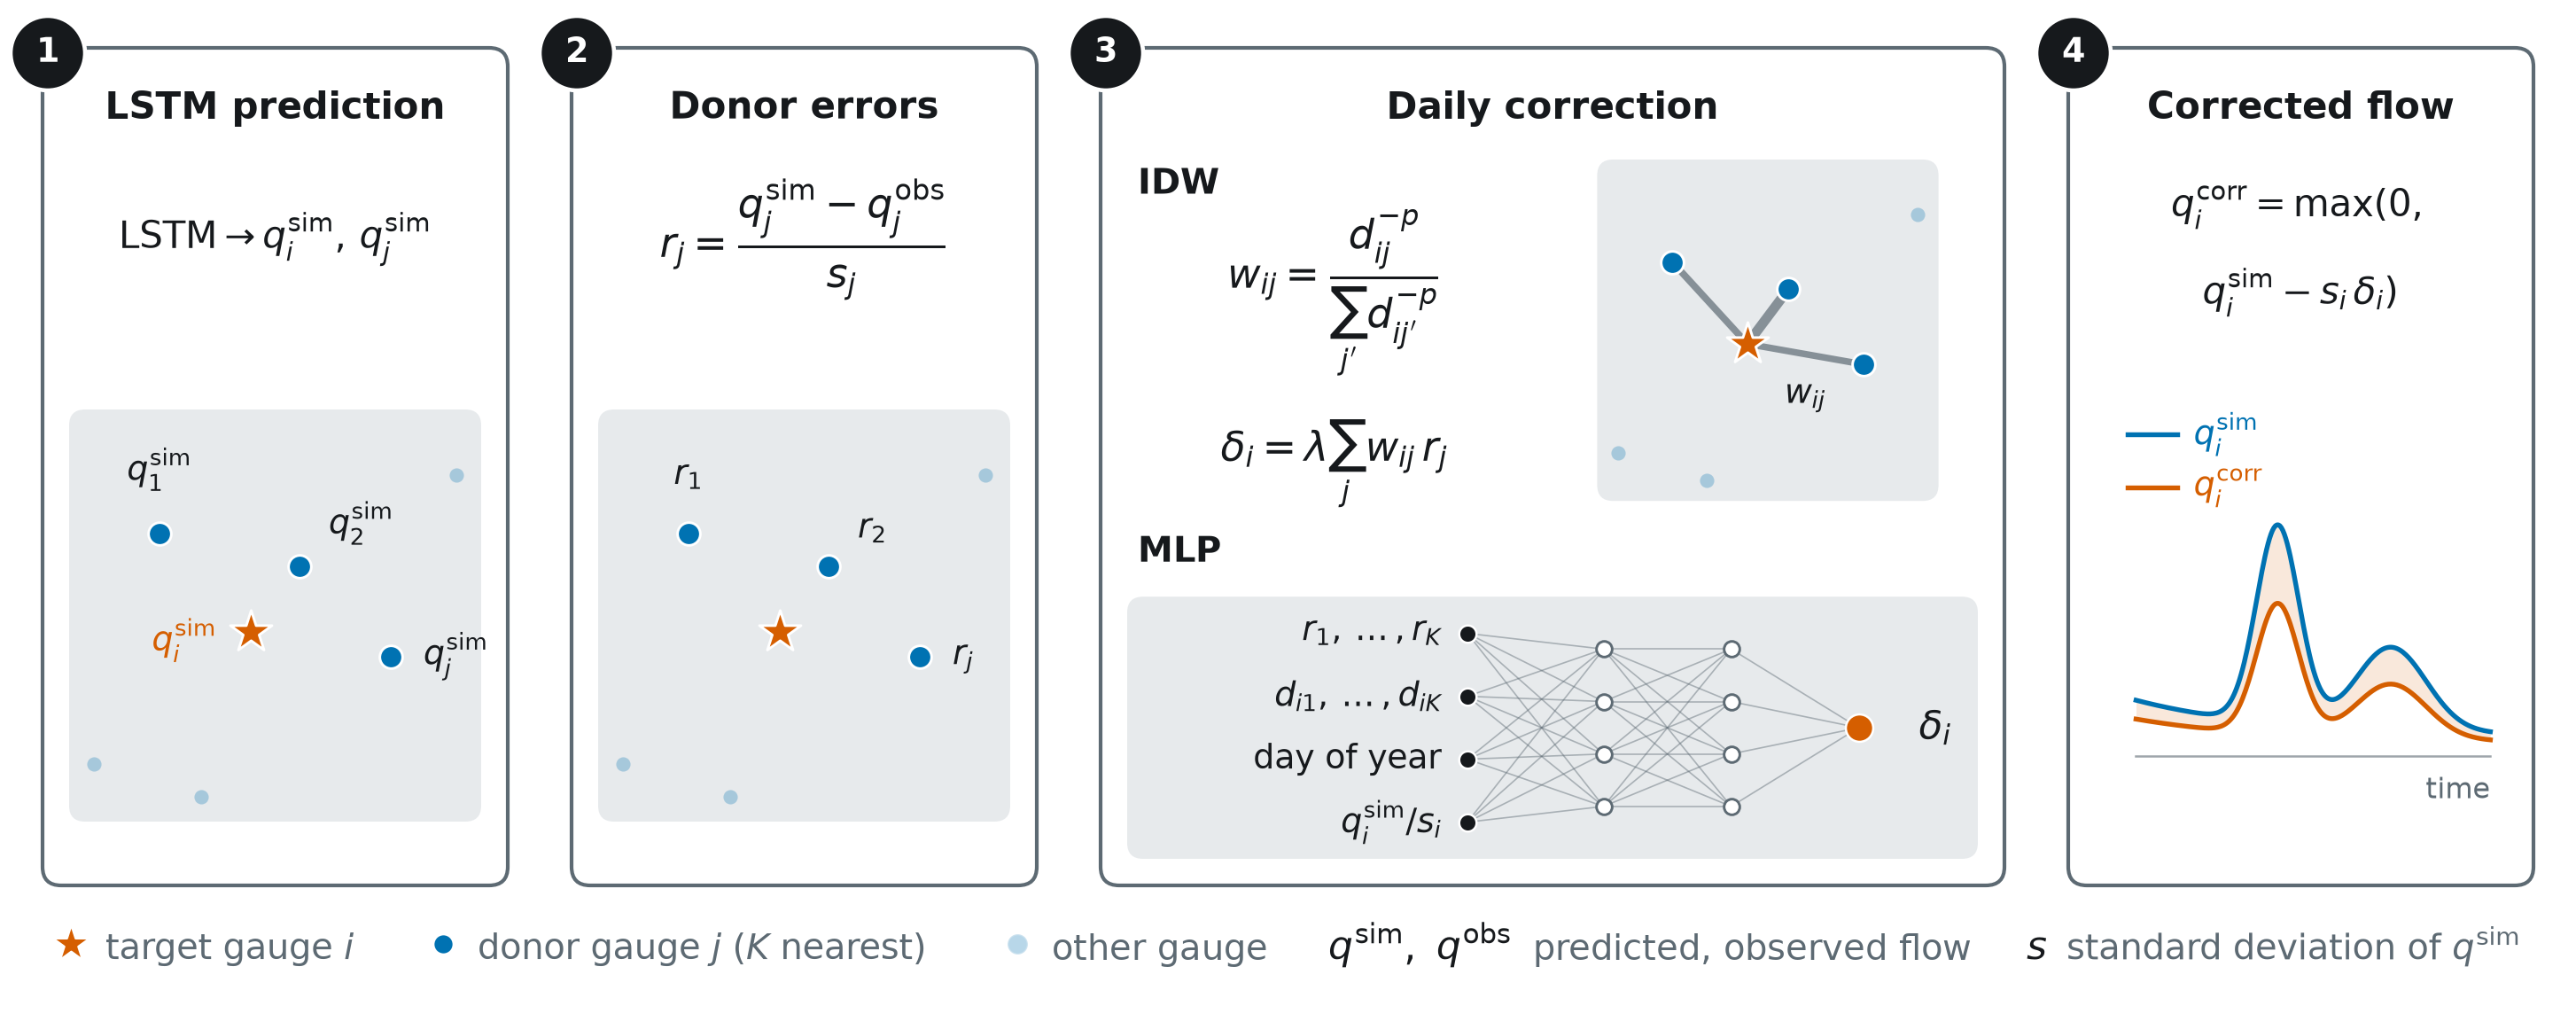 1
LSTM prediction
LSTM → q_i^sim, q_j^sim
q_1^sim
q_2^sim
q_i^sim
q_j^sim
2
Donor errors
r_j = (q_j^sim − q_j^obs) / s_j
r_1
r_2
r_j
3
Daily correction
IDW
w_ij = d_ij^−p / ∑_j′ d_ij′^−p
δ_i = λ ∑_j w_ij r_j
w_ij
MLP
r_1, …, r_K
d_i1, …, d_iK
day of year
q_i^sim/s_i
δ_i
4
Corrected flow
q_i^corr = max(0,
q_i^sim − s_i δ_i)
q_i^sim
q_i^corr
time
target gauge i
donor gauge j (K nearest)
other gauge
q^sim, q^obs predicted, observed flow
s standard deviation of q^sim